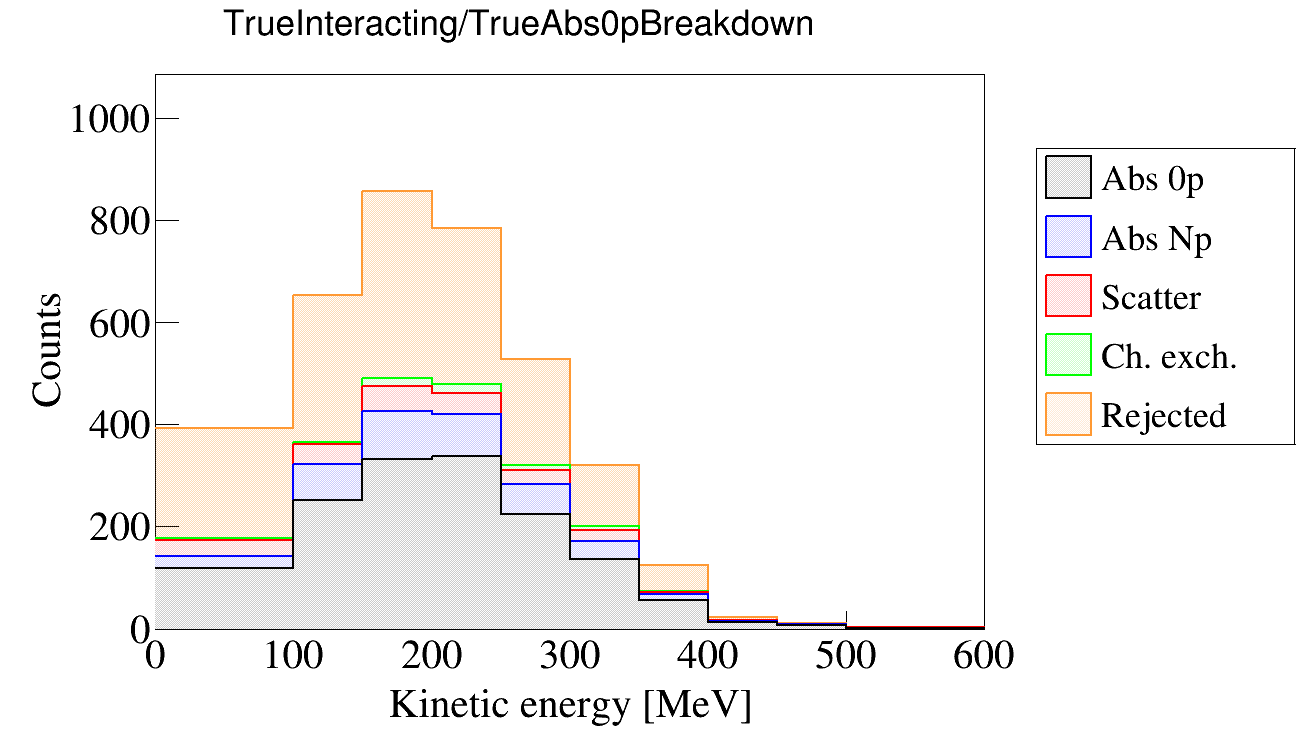 TrueInteracting/TrueAbs0pBreakdown
1000
800
600
400
200
0
Counts
0 100 200 300 400 500 600
Kinetic energy [MeV]
Abs 0p
Abs Np
Scatter
Ch. exch.
Rejected